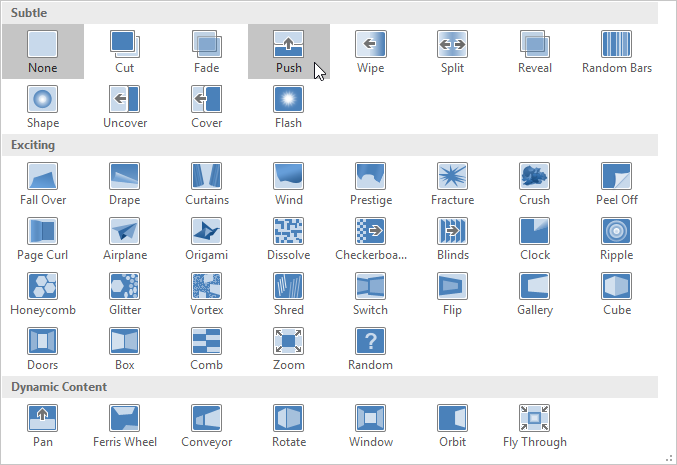 Subtle
None Cut Fade Push Wipe Split Reveal Random Bars
Shape Uncover Cover Flash
Exciting
Fall Over Drape Curtains Wind Prestige Fracture Crush Peel Off
Page Curl Airplane Origami Dissolve Checkerboa... Blinds Clock Ripple
Honeycomb Glitter Vortex Shred Switch Flip Gallery Cube
Doors Box Comb Zoom ? Random
Dynamic Content
Pan Ferris Wheel Conveyor Rotate Window Orbit Fly Through